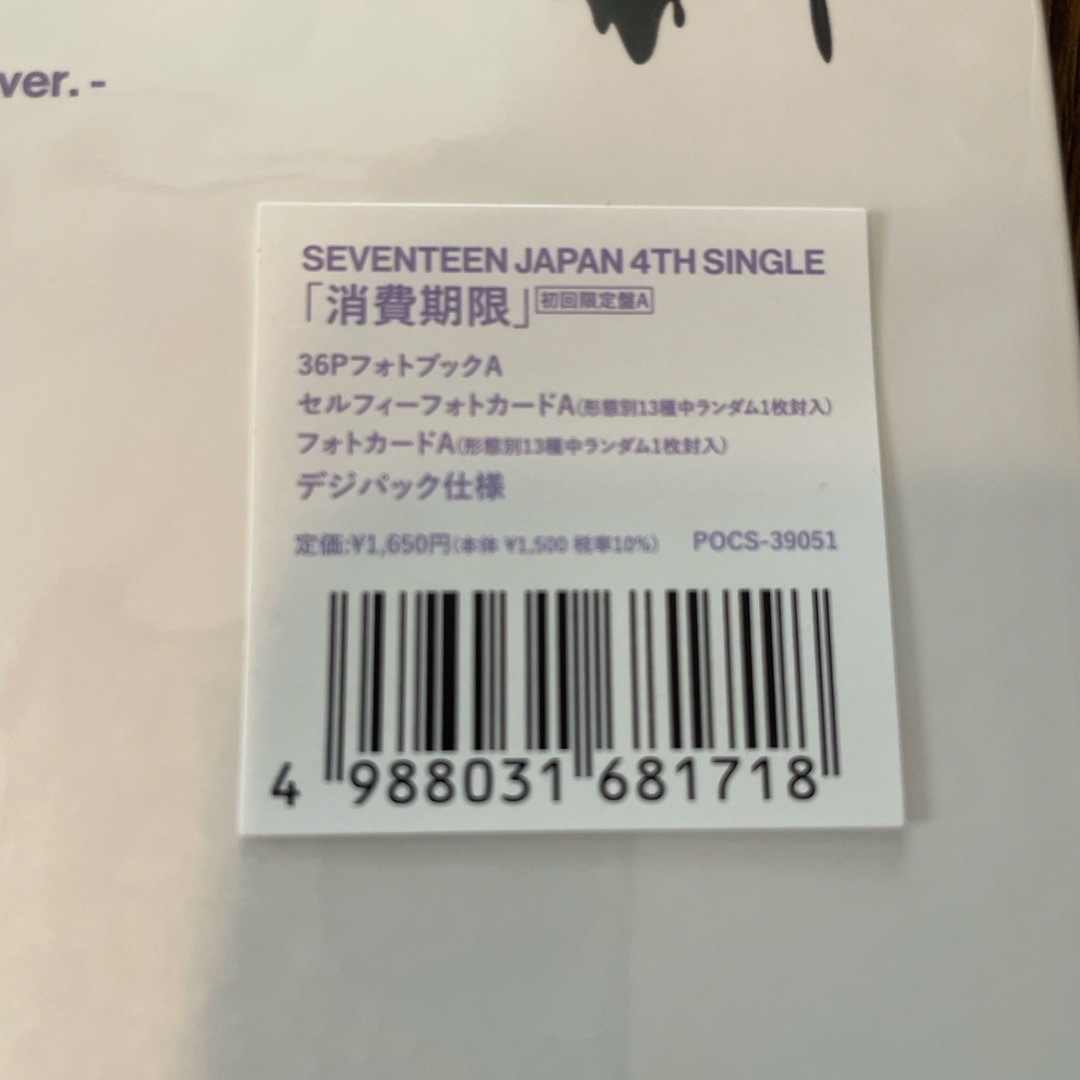 ver. -
SEVENTEEN JAPAN 4TH SINGLE
「消費期限」 初回限定盤A
36PフォトブックA
セルフィーフォトカードA(形態別13種中ランダム1枚封入)
フォトカードA(形態別13種中ランダム1枚封入)
デジパック仕様
定価:¥1,650円(本体 ¥1,500 税率10%) POCS-39051
4 988031 681718